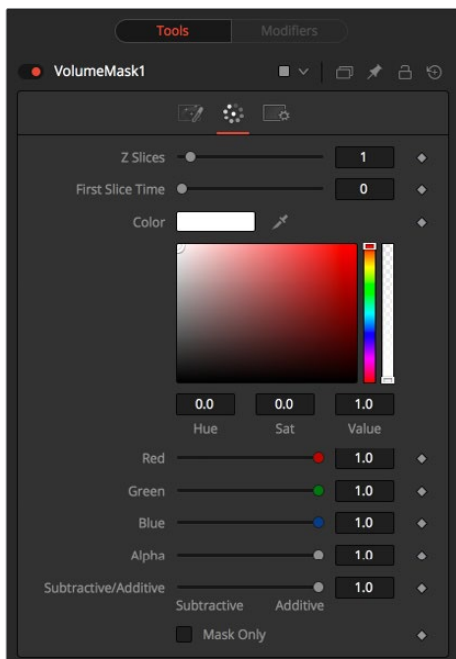 Tools Modifiers
VolumeMask1
Z Slices 1
First Slice Time 0
Color
0.0 0.0 1.0
Hue Sat Value
Red 1.0
Green 1.0
Blue 1.0
Alpha 1.0
Subtractive/Additive 1.0
Subtractive Additive
Mask Only